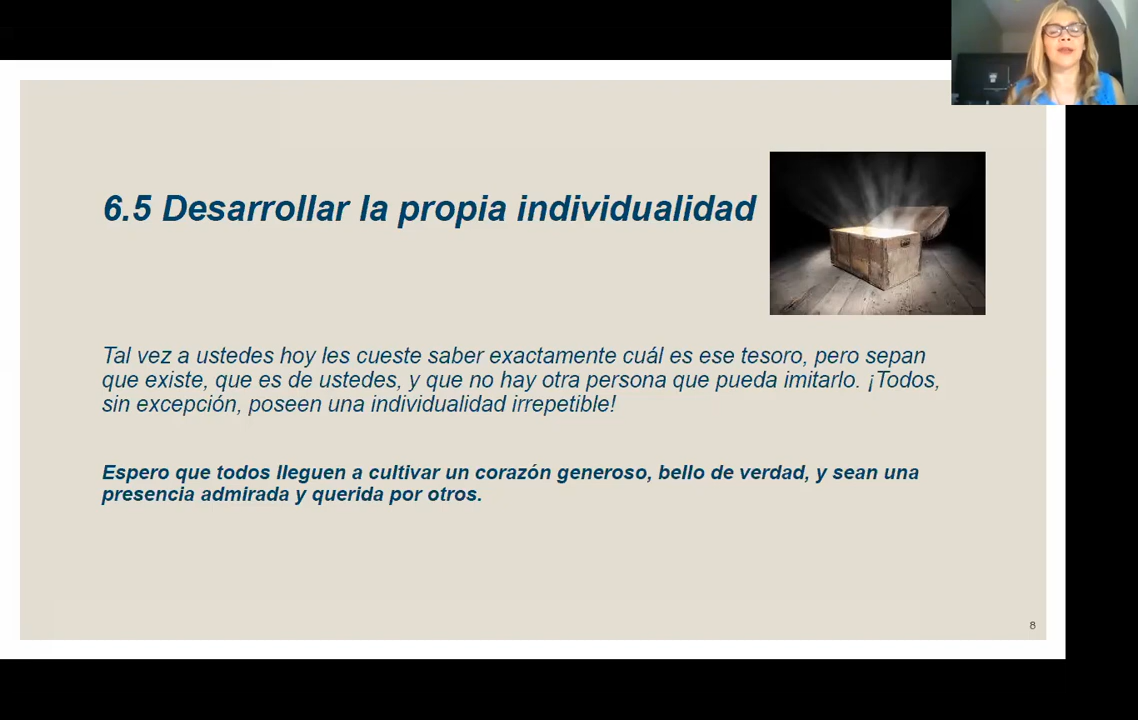 6.5 Desarrollar la propia individualidad
Tal vez a ustedes hoy les cueste saber exactamente cuál es ese tesoro, pero sepan
que existe, que es de ustedes, y que no hay otra persona que pueda imitarlo. ¡Todos,
sin excepción, poseen una individualidad irrepetible!
Espero que todos lleguen a cultivar un corazón generoso, bello de verdad, y sean una
presencia admirada y querida por otros.
8